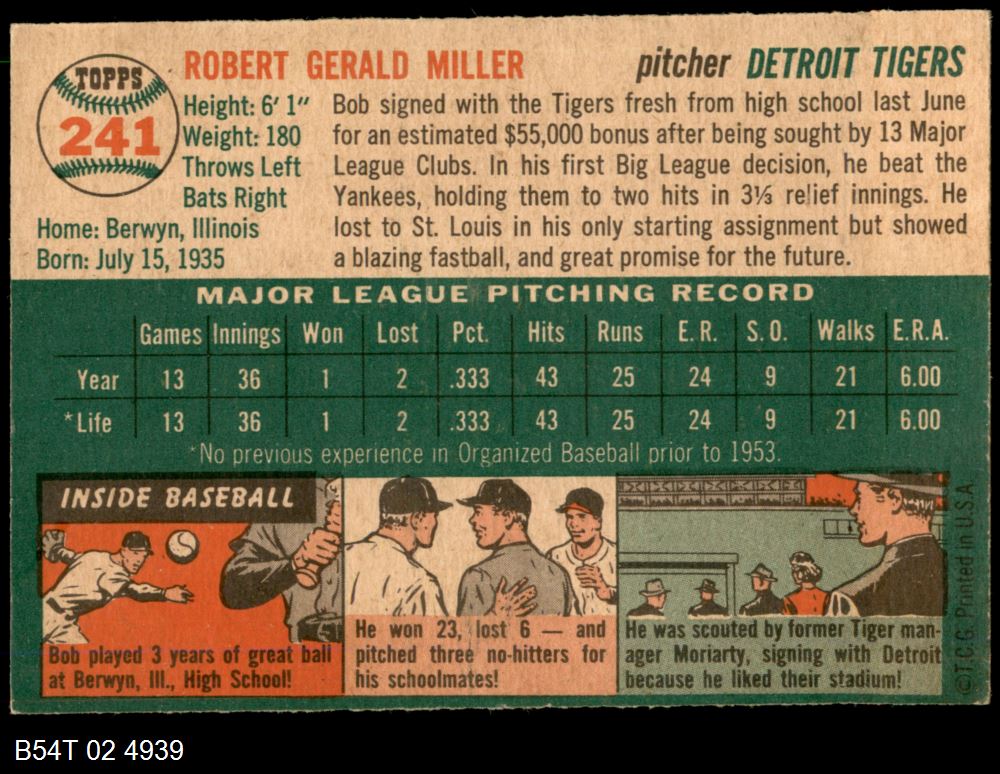 TOPPS
241
ROBERT GERALD MILLER
pitcher DETROIT TIGERS
Height: 6' 1"
Weight: 180
Throws Left
Bats Right
Home: Berwyn, Illinois
Born: July 15, 1935
Bob signed with the Tigers fresh from high school last June
for an estimated $55,000 bonus after being sought by 13 Major
League Clubs. In his first Big League decision, he beat the
Yankees, holding them to two hits in 3⅓ relief innings. He
lost to St. Louis in his only starting assignment but showed
a blazing fastball, and great promise for the future.
MAJOR LEAGUE PITCHING RECORD
Games Innings Won Lost Pct. Hits Runs E. R. S. O. Walks E.R.A.
Year 13 36 1 2 .333 43 25 24 9 21 6.00
*Life 13 36 1 2 .333 43 25 24 9 21 6.00
*No previous experience in Organized Baseball prior to 1953.
INSIDE BASEBALL
Bob played 3 years of great ball
at Berwyn, Ill., High School!
He won 23, lost 6 — and
pitched three no-hitters for
his schoolmates!
He was scouted by former Tiger man-
ager Moriarty, signing with Detroit
because he liked their stadium!
©T.C.G. Printed in U.S.A
B54T 02 4939